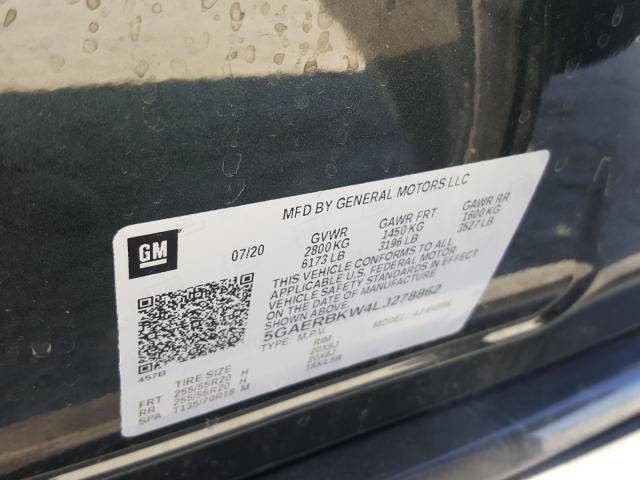 MFD BY GENERAL MOTORS LLC
GM
07/20 GVWR GAWR FRT GAWR RR
2800 KG 1450 KG 1600 KG
6173 LB 3196 LB 3527 LB
THIS VEHICLE CONFORMS TO ALL
APPLICABLE U.S. FEDERAL MOTOR
VEHICLE SAFETY STANDARDS IN EFFECT
ON THE DATE OF MANUFACTURE
SHOWN ABOVE.
5GAERBKW4LJ278862
TYPE: M.P.V. MODEL:
457B
TIRE SIZE RIM
FRT 255/55R20 H 20X8J
RR 255/55R20 H 20X8J
SPA T135/70R18 M 18X4.5B